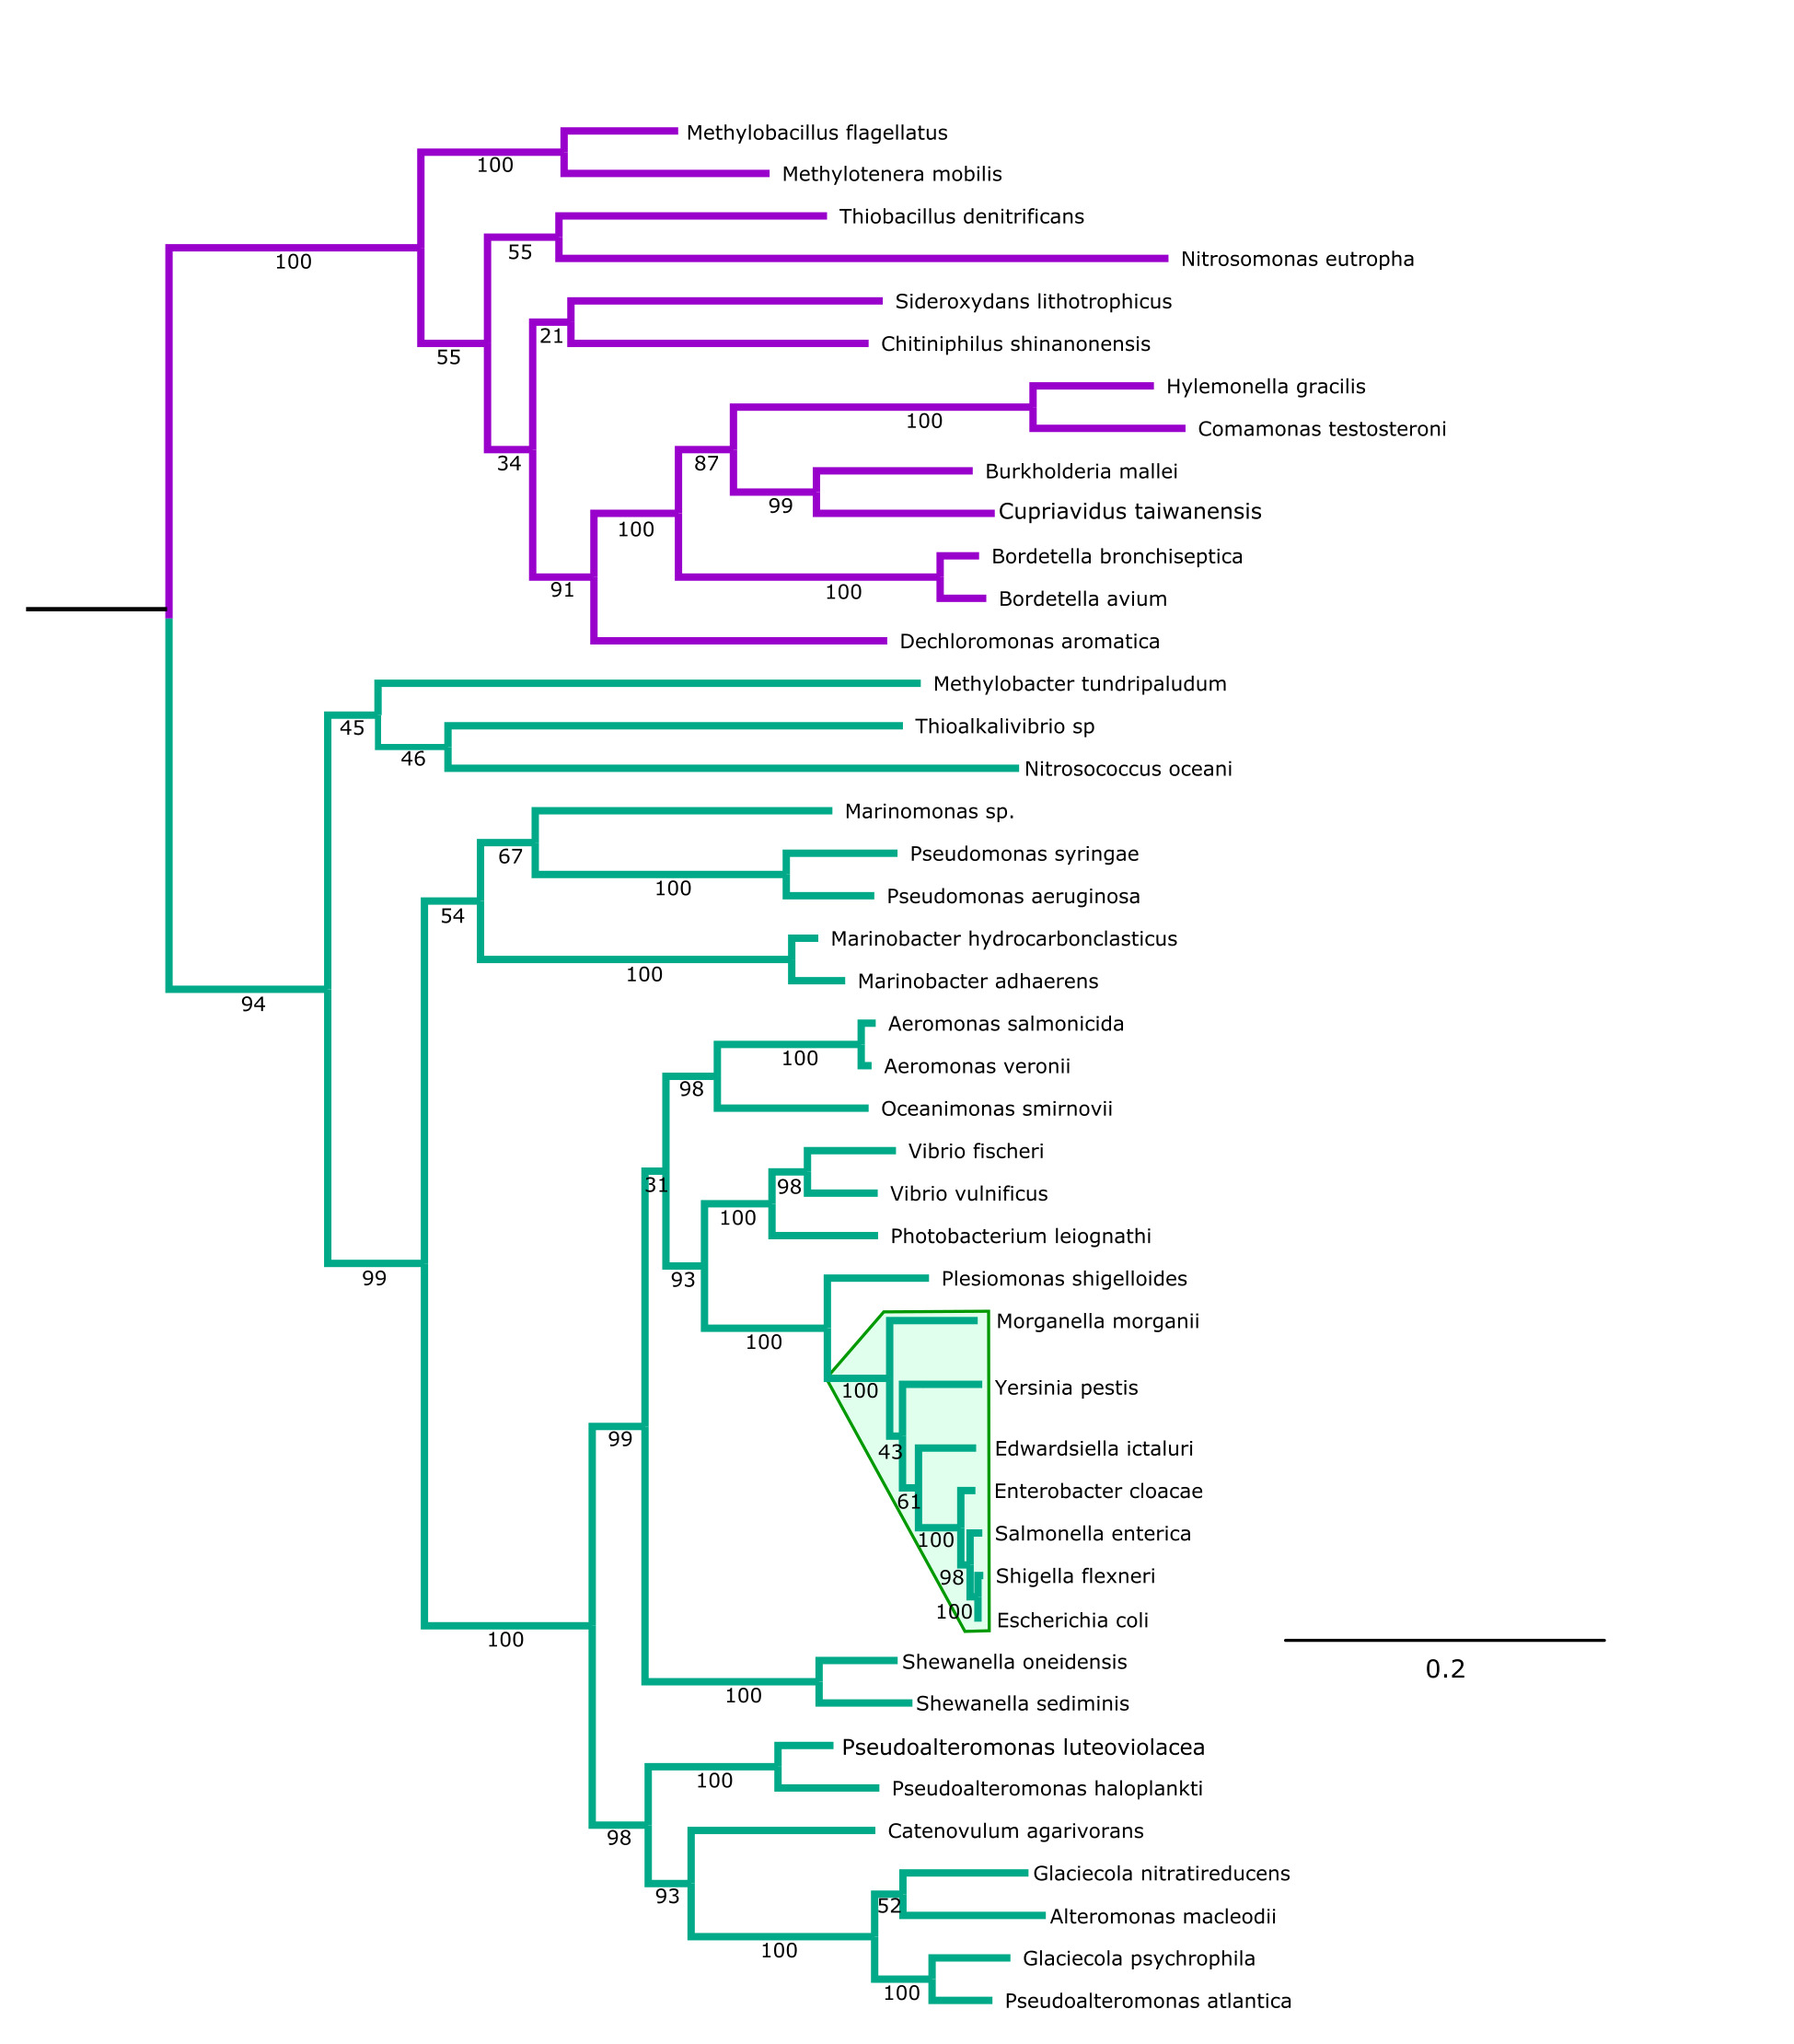 Methylobacillus flagellatus
100
Methylotenera mobilis
Thiobacillus denitrificans
55
Nitrosomonas eutropha
100
Sideroxydans lithotrophicus
21
Chitiniphilus shinanonensis
55
Hylemonella gracilis
100
Comamonas testosteroni
34
87
Burkholderia mallei
99
Cupriavidus taiwanensis
100
Bordetella bronchiseptica
91
100
Bordetella avium
Dechloromonas aromatica
Methylobacter tundripaludum
45
Thioalkalivibrio sp
46
Nitrosococcus oceani
Marinomonas sp.
67
Pseudomonas syringae
100
Pseudomonas aeruginosa
54
Marinobacter hydrocarbonclasticus
100
Marinobacter adhaerens
94
Aeromonas salmonicida
100
Aeromonas veronii
98
Oceanimonas smirnovii
Vibrio fischeri
31
98
Vibrio vulnificus
100
Photobacterium leiognathi
99
93
Plesiomonas shigelloides
Morganella morganii
100
100
Yersinia pestis
99
43
Edwardsiella ictaluri
61
Enterobacter cloacae
100
Salmonella enterica
98
Shigella flexneri
100
Escherichia coli
100
Shewanella oneidensis
0.2
100
Shewanella sediminis
Pseudoalteromonas luteoviolacea
100
Pseudoalteromonas haloplankti
98
Catenovulum agarivorans
93
Glaciecola nitratireducens
52
Alteromonas macleodii
100
Glaciecola psychrophila
100
Pseudoalteromonas atlantica